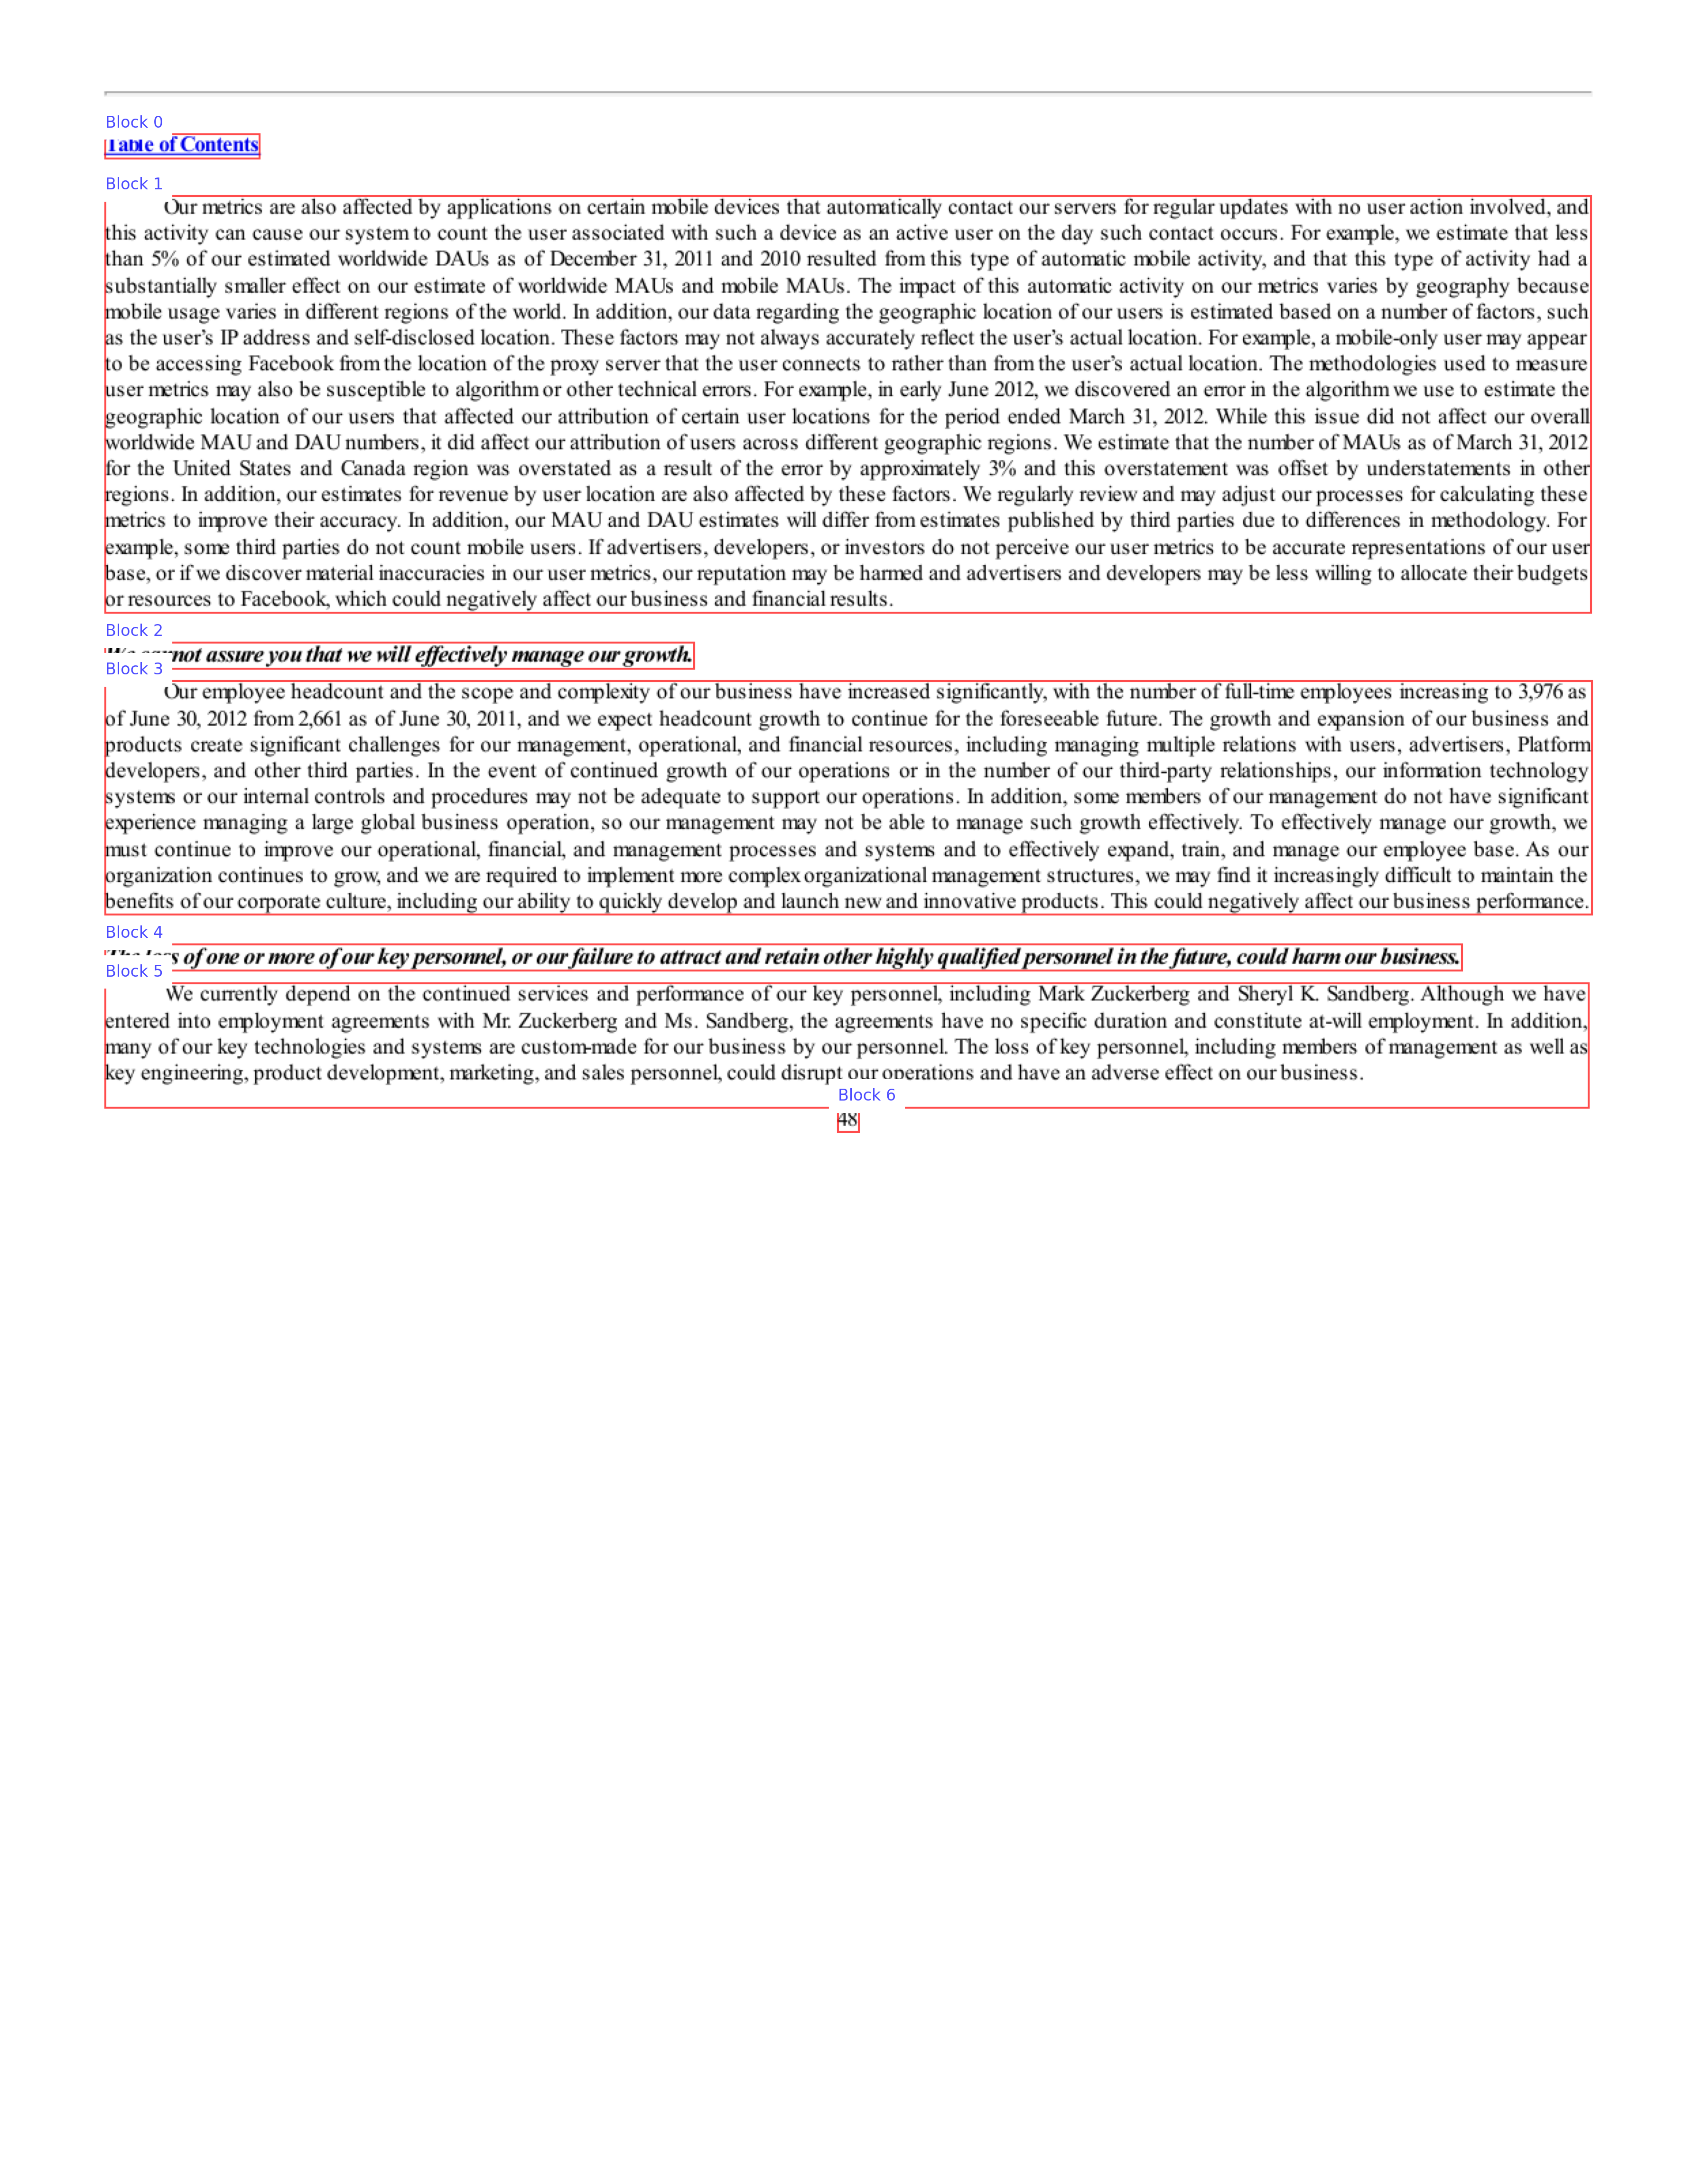 Block 0
Table of Contents
Block 1
Our metrics are also affected by applications on certain mobile devices that automatically contact our servers for regular updates with no user action involved, and
this activity can cause our system to count the user associated with such a device as an active user on the day such contact occurs. For example, we estimate that less
than 5% of our estimated worldwide DAUs as of December 31, 2011 and 2010 resulted from this type of automatic mobile activity, and that this type of activity had a
substantially smaller effect on our estimate of worldwide MAUs and mobile MAUs. The impact of this automatic activity on our metrics varies by geography because
mobile usage varies in different regions of the world. In addition, our data regarding the geographic location of our users is estimated based on a number of factors, such
as the user’s IP address and self-disclosed location. These factors may not always accurately reflect the user’s actual location. For example, a mobile-only user may appear
to be accessing Facebook from the location of the proxy server that the user connects to rather than from the user’s actual location. The methodologies used to measure
user metrics may also be susceptible to algorithm or other technical errors. For example, in early June 2012, we discovered an error in the algorithm we use to estimate the
geographic location of our users that affected our attribution of certain user locations for the period ended March 31, 2012. While this issue did not affect our overall
worldwide MAU and DAU numbers, it did affect our attribution of users across different geographic regions. We estimate that the number of MAUs as of March 31, 2012
for the United States and Canada region was overstated as a result of the error by approximately 3% and this overstatement was offset by understatements in other
regions. In addition, our estimates for revenue by user location are also affected by these factors. We regularly review and may adjust our processes for calculating these
metrics to improve their accuracy. In addition, our MAU and DAU estimates will differ from estimates published by third parties due to differences in methodology. For
example, some third parties do not count mobile users. If advertisers, developers, or investors do not perceive our user metrics to be accurate representations of our user
base, or if we discover material inaccuracies in our user metrics, our reputation may be harmed and advertisers and developers may be less willing to allocate their budgets
or resources to Facebook, which could negatively affect our business and financial results.
Block 2
We cannot assure you that we will effectively manage our growth.
Block 3
Our employee headcount and the scope and complexity of our business have increased significantly, with the number of full-time employees increasing to 3,976 as
of June 30, 2012 from 2,661 as of June 30, 2011, and we expect headcount growth to continue for the foreseeable future. The growth and expansion of our business and
products create significant challenges for our management, operational, and financial resources, including managing multiple relations with users, advertisers, Platform
developers, and other third parties. In the event of continued growth of our operations or in the number of our third-party relationships, our information technology
systems or our internal controls and procedures may not be adequate to support our operations. In addition, some members of our management do not have significant
experience managing a large global business operation, so our management may not be able to manage such growth effectively. To effectively manage our growth, we
must continue to improve our operational, financial, and management processes and systems and to effectively expand, train, and manage our employee base. As our
organization continues to grow, and we are required to implement more complex organizational management structures, we may find it increasingly difficult to maintain the
benefits of our corporate culture, including our ability to quickly develop and launch new and innovative products. This could negatively affect our business performance.
Block 4
The loss of one or more of our key personnel, or our failure to attract and retain other highly qualified personnel in the future, could harm our business.
Block 5
We currently depend on the continued services and performance of our key personnel, including Mark Zuckerberg and Sheryl K. Sandberg. Although we have
entered into employment agreements with Mr. Zuckerberg and Ms. Sandberg, the agreements have no specific duration and constitute at-will employment. In addition,
many of our key technologies and systems are custom-made for our business by our personnel. The loss of key personnel, including members of management as well as
key engineering, product development, marketing, and sales personnel, could disrupt our operations and have an adverse effect on our business.
Block 6
48